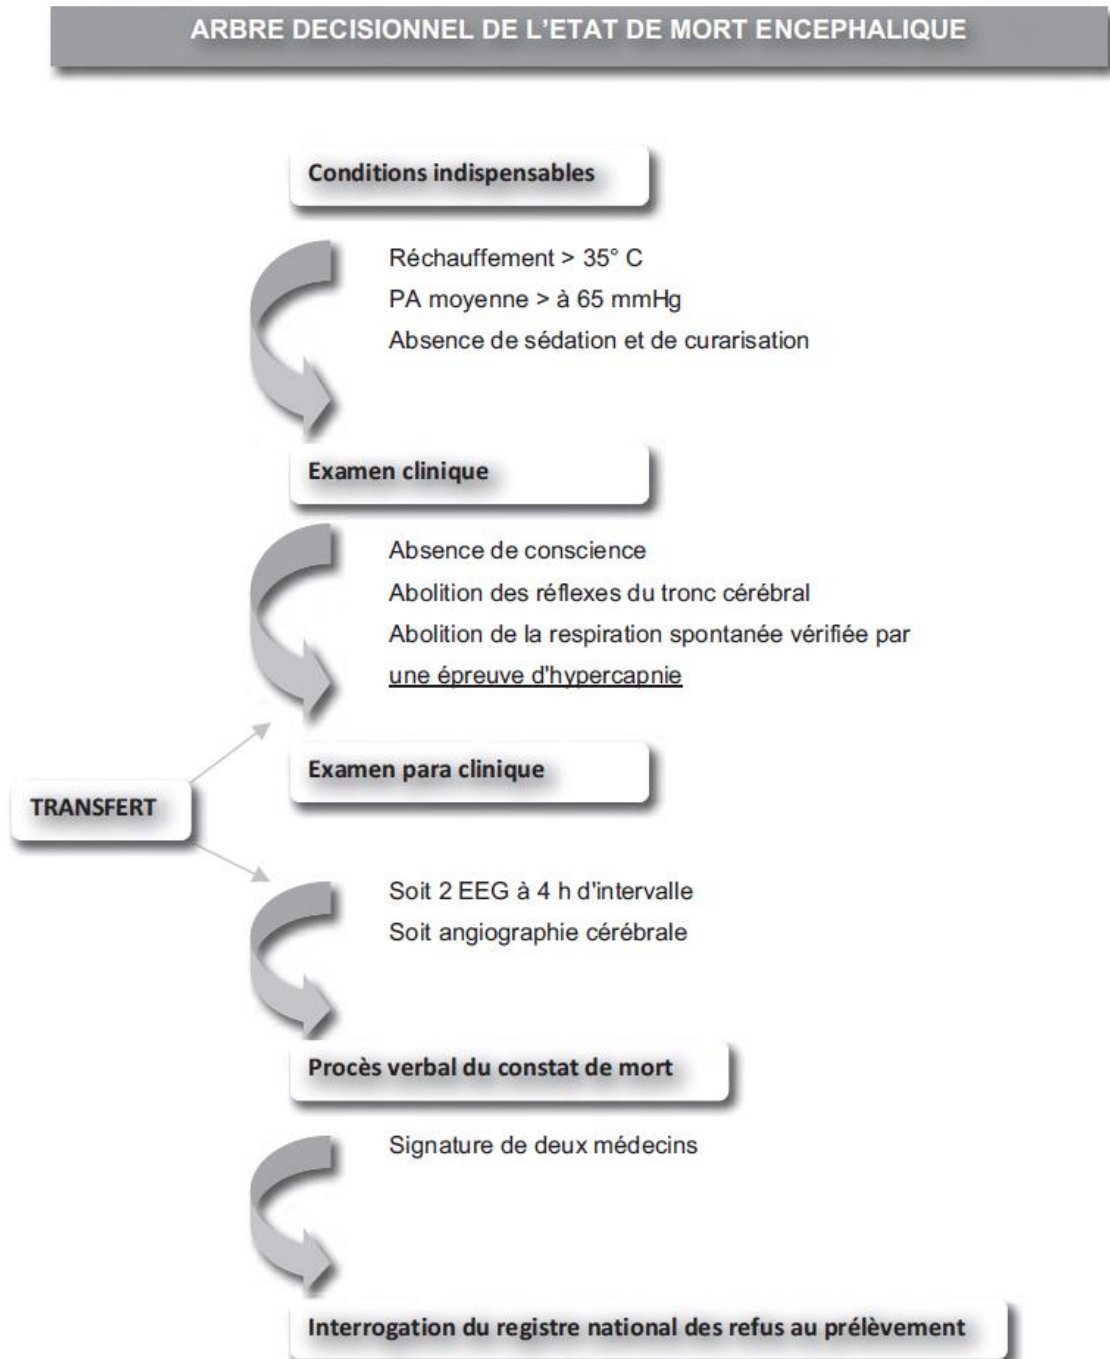 ARBRE DECISIONNEL DE L'ETAT DE MORT ENCEPHALIQUE
Conditions indispensables
Réchauffement > 35° C
PA moyenne > à 65 mmHg
Absence de sédation et de curarisation
Examen clinique
Absence de conscience
Abolition des réflexes du tronc cérébral
Abolition de la respiration spontanée vérifiée par
une épreuve d'hypercapnie
Examen para clinique
TRANSFERT
Soit 2 EEG à 4 h d'intervalle
Soit angiographie cérébrale
Procès verbal du constat de mort
Signature de deux médecins
Interrogation du registre national des refus au prélèvement